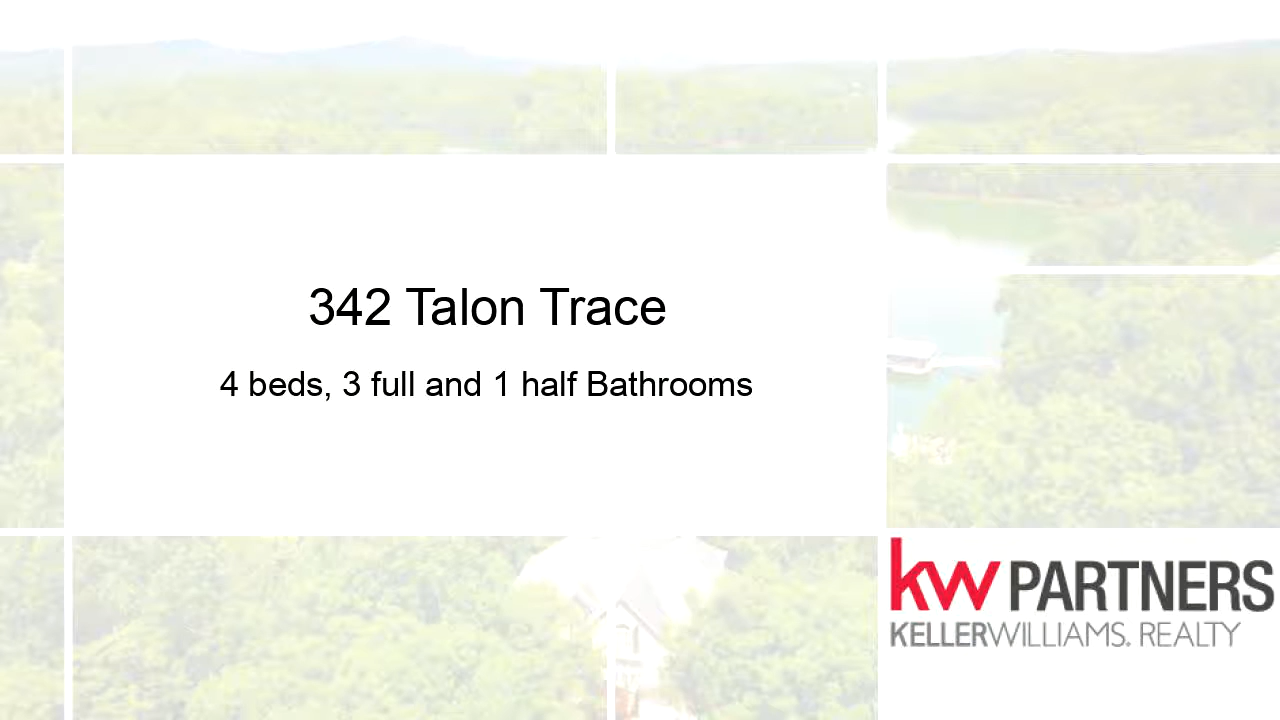 342 Talon Trace
4 beds, 3 full and 1 half Bathrooms
kw PARTNERS
KELLERWILLIAMS. REALTY